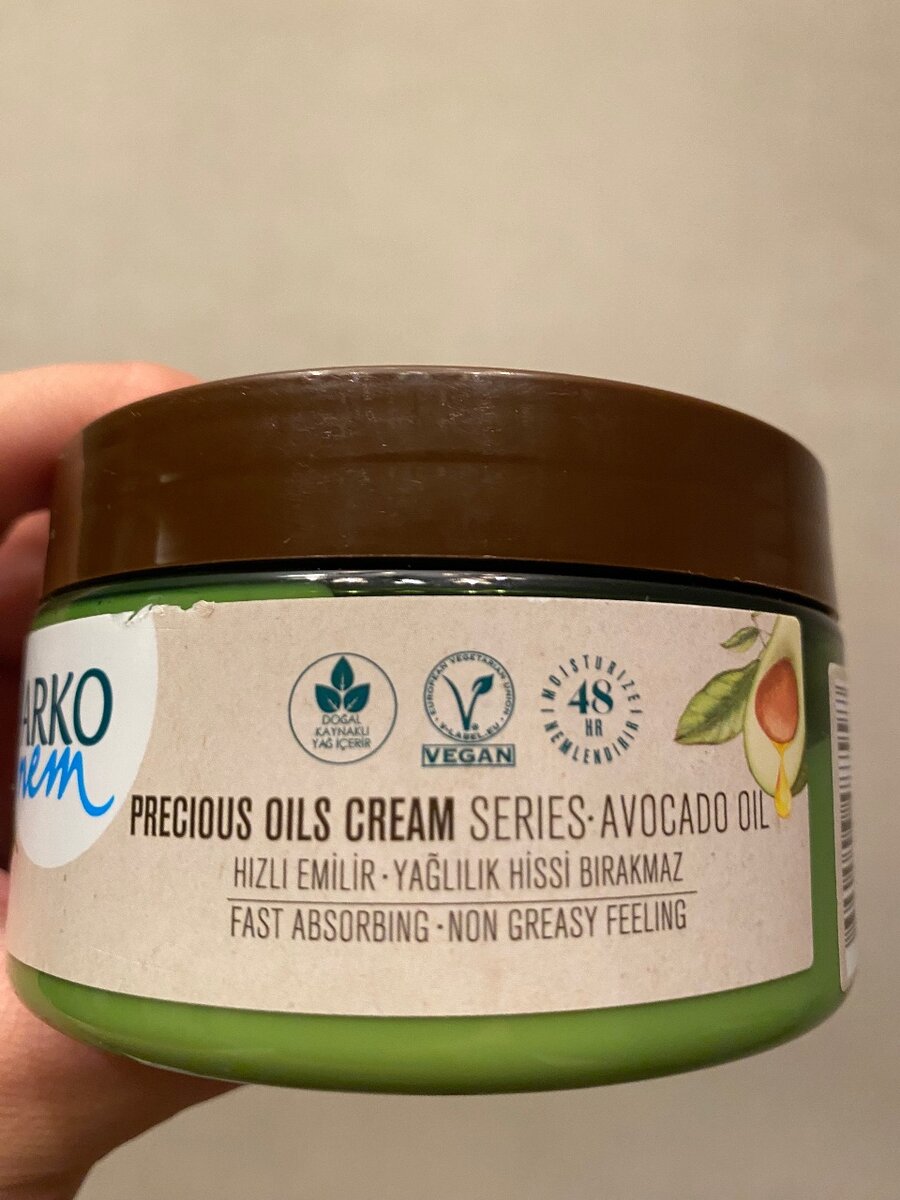 ARKO
nem
DOĞAL
KAYNAKLI
YAĞ İÇERİR
EUROPEAN VEGETARIAN UNION
V-LABEL.EU
VEGAN
MOISTURIZE
48
HR
NEMLENDİRİR
PRECIOUS OILS CREAM SERIES·AVOCADO OIL
HIZLI EMİLİR·YAĞLILIK HİSSİ BIRAKMAZ
FAST ABSORBING·NON GREASY FEELING